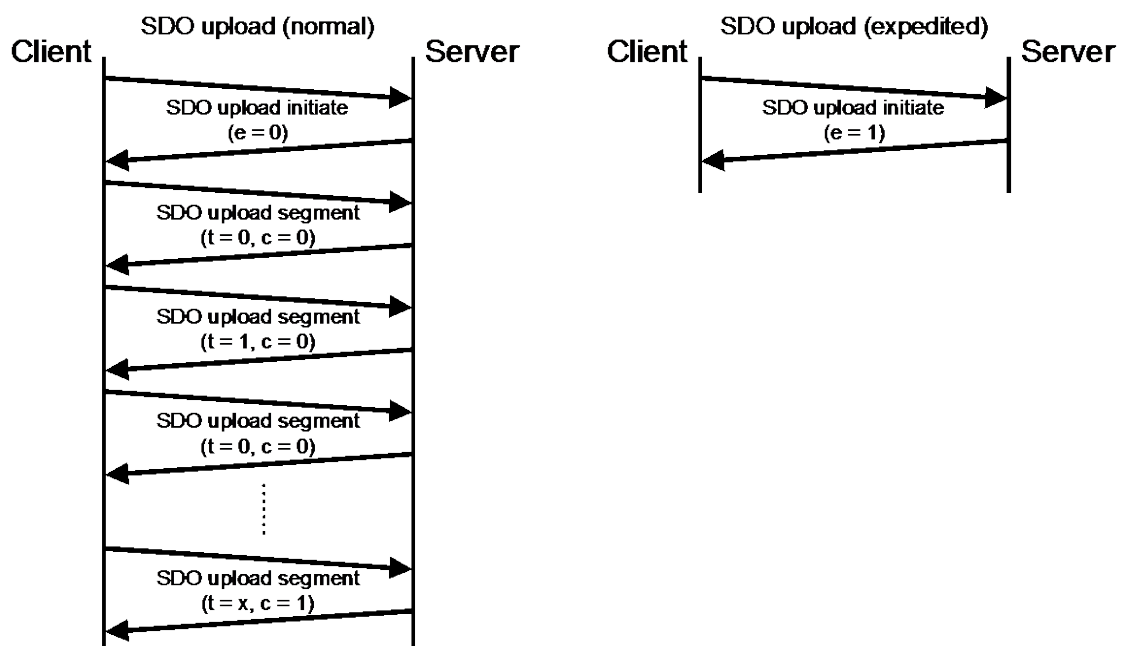 SDO upload (normal)
Client
Server
SDO upload initiate
(e = 0)
SDO upload segment
(t = 0, c = 0)
SDO upload segment
(t = 1, c = 0)
SDO upload segment
(t = 0, c = 0)
SDO upload segment
(t = x, c = 1)
SDO upload (expedited)
Client
Server
SDO upload initiate
(e = 1)